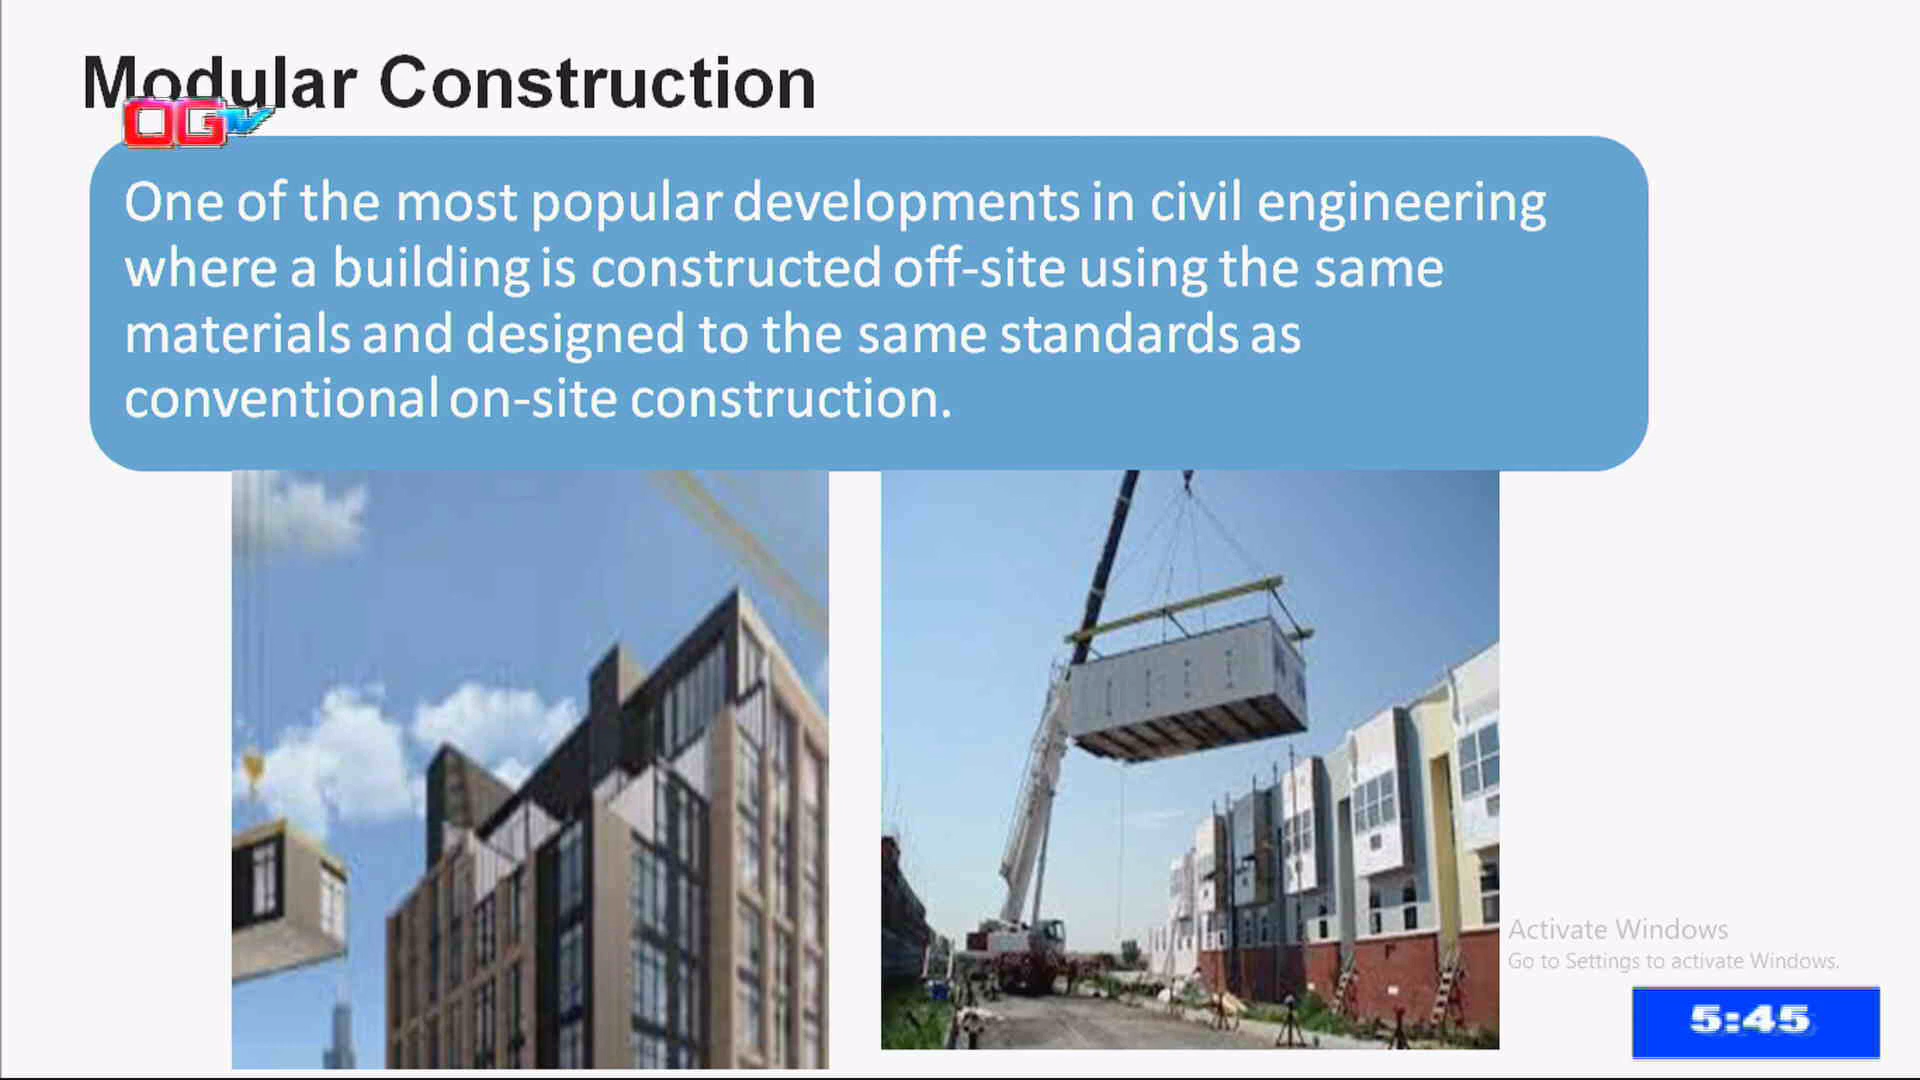 Modular Construction
OGTV
One of the most popular developments in civil engineering
where a building is constructed off-site using the same
materials and designed to the same standards as
conventional on-site construction.
Activate Windows
Go to Settings to activate Windows.
5:45